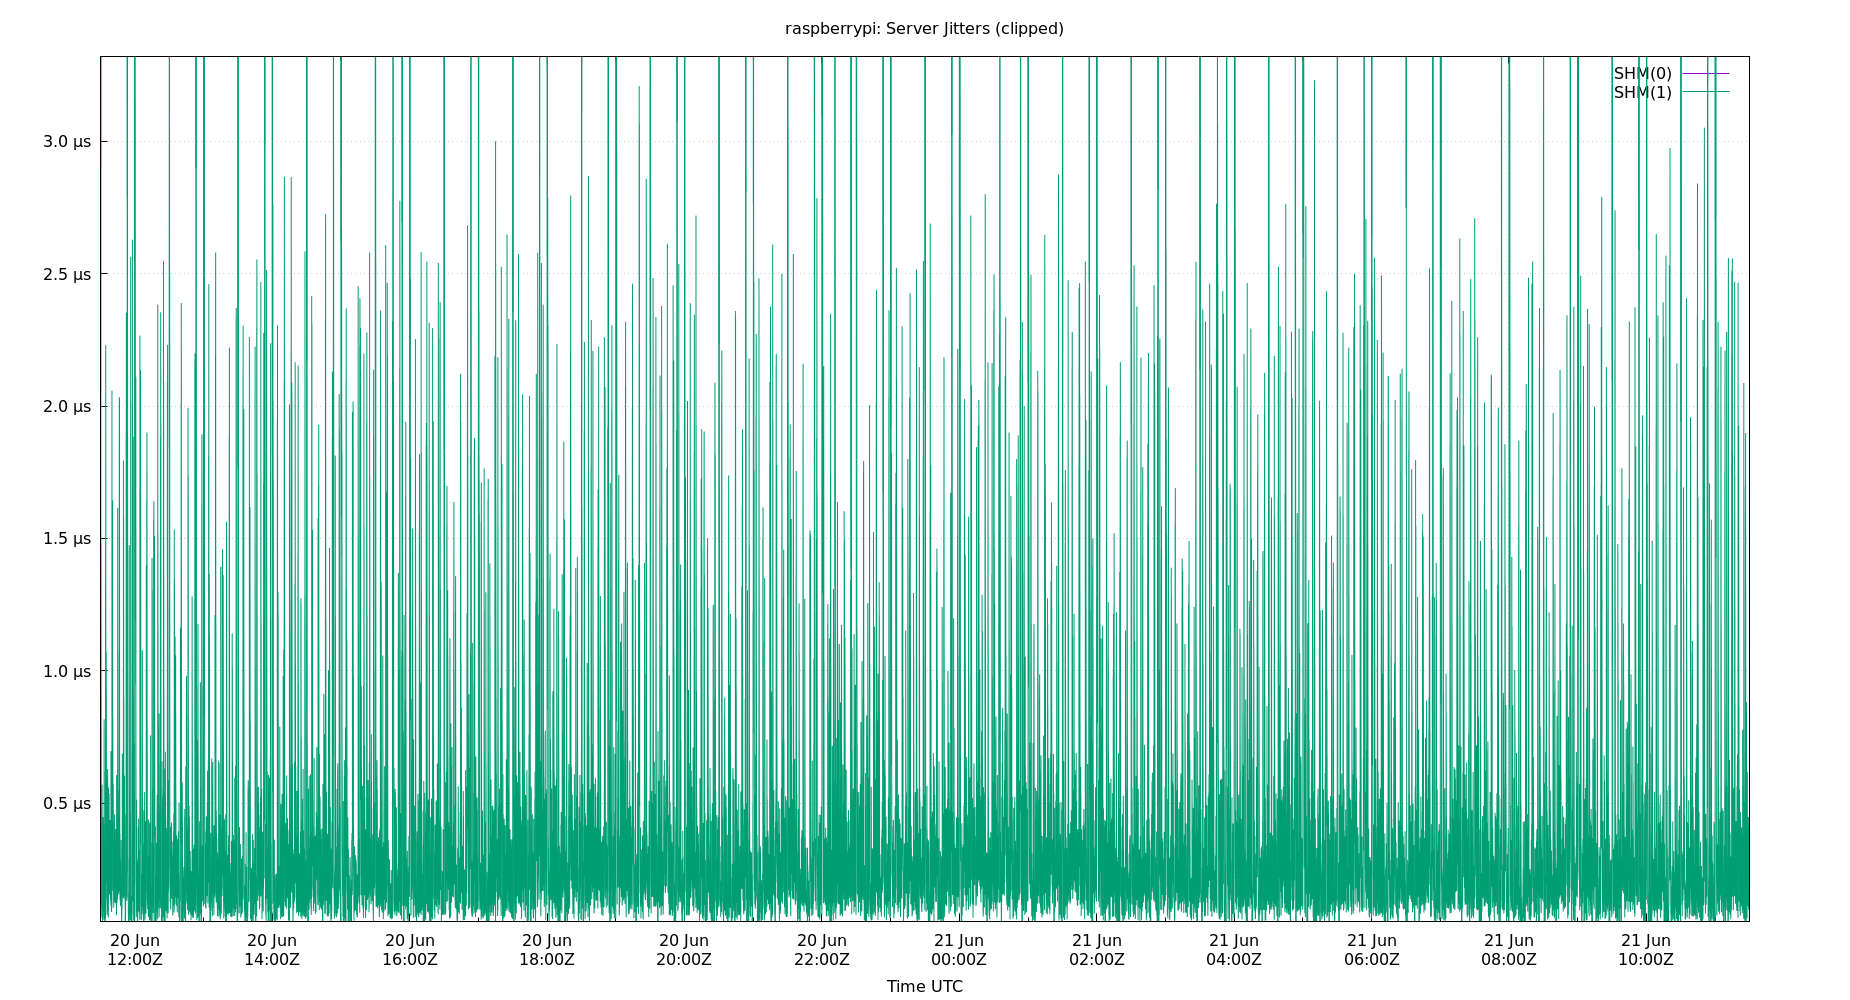 raspberrypi: Server Jitters (clipped)
SHM(0)
SHM(1)
3.0 µs
2.5 µs
2.0 µs
1.5 µs
1.0 µs
0.5 µs
20 Jun 20 Jun 20 Jun 20 Jun 20 Jun 20 Jun 21 Jun 21 Jun 21 Jun 21 Jun 21 Jun 21 Jun
12:00Z 14:00Z 16:00Z 18:00Z 20:00Z 22:00Z 00:00Z 02:00Z 04:00Z 06:00Z 08:00Z 10:00Z
Time UTC